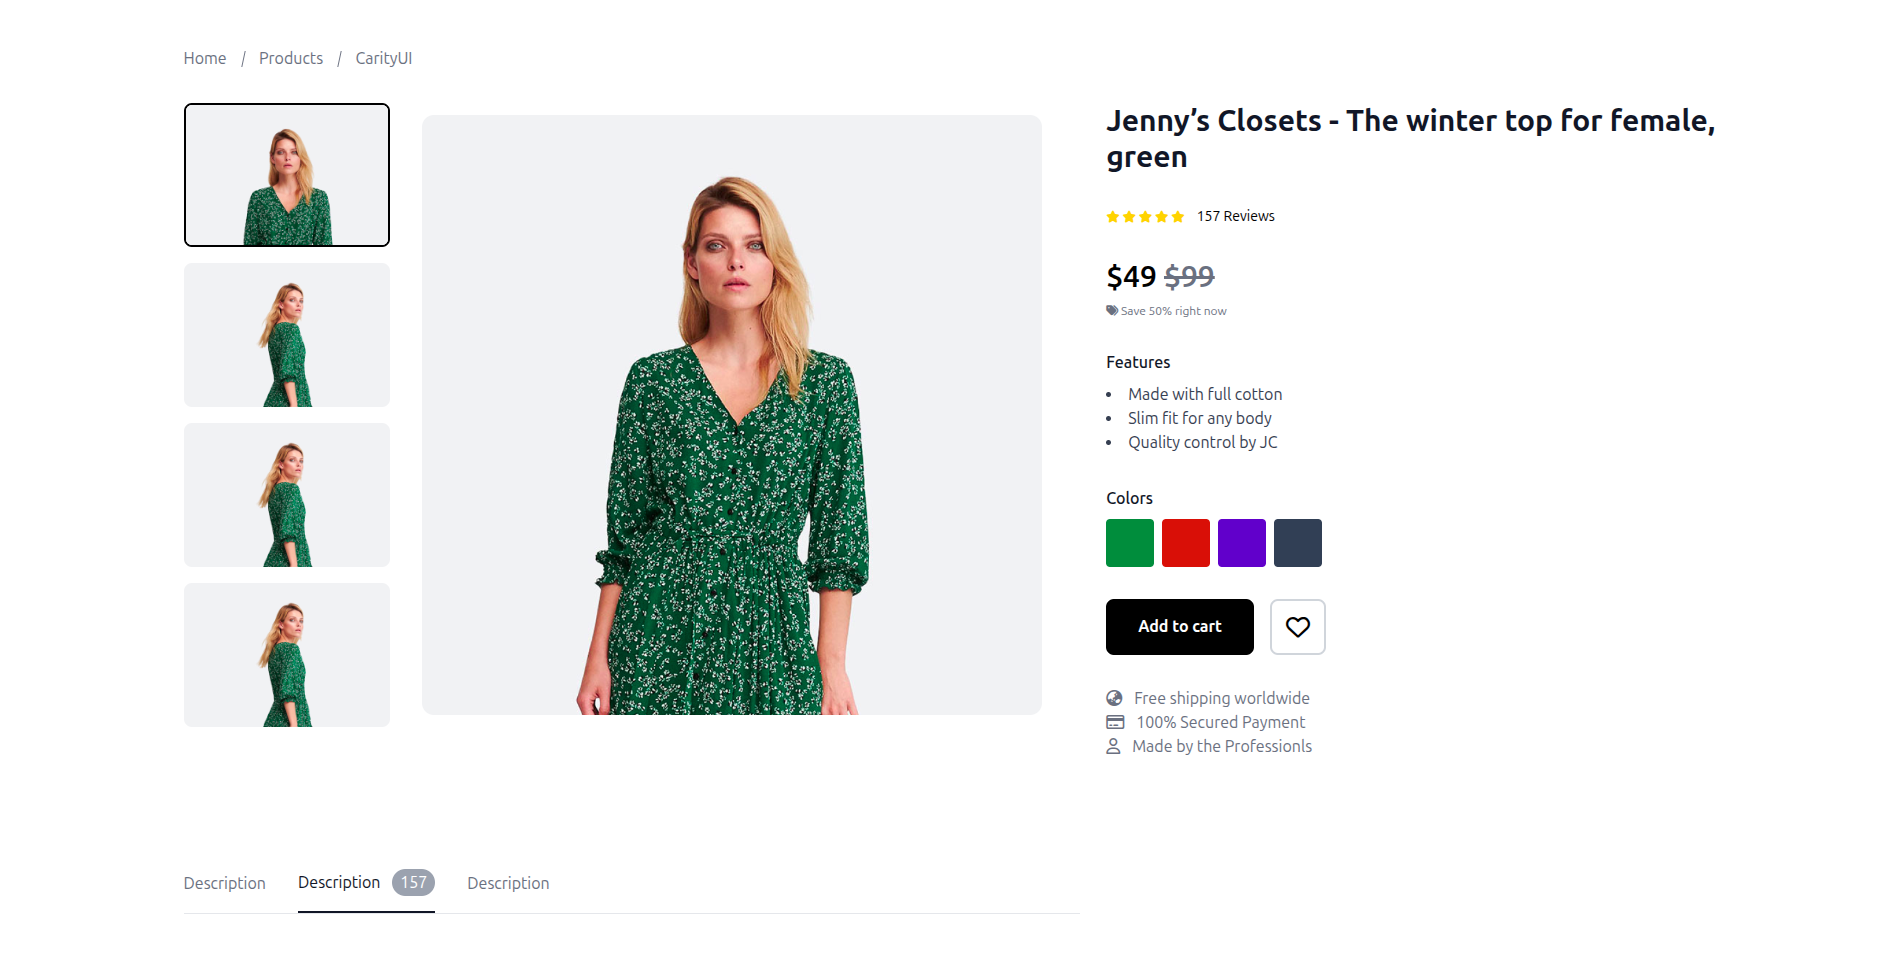 Home / Products / CarityUI
Jenny’s Closets - The winter top for female,
green
157 Reviews
$49 $99
Save 50% right now
Features
• Made with full cotton
• Slim fit for any body
• Quality control by JC
Colors
Add to cart
Free shipping worldwide
100% Secured Payment
Made by the Professionls
Description Description 157 Description